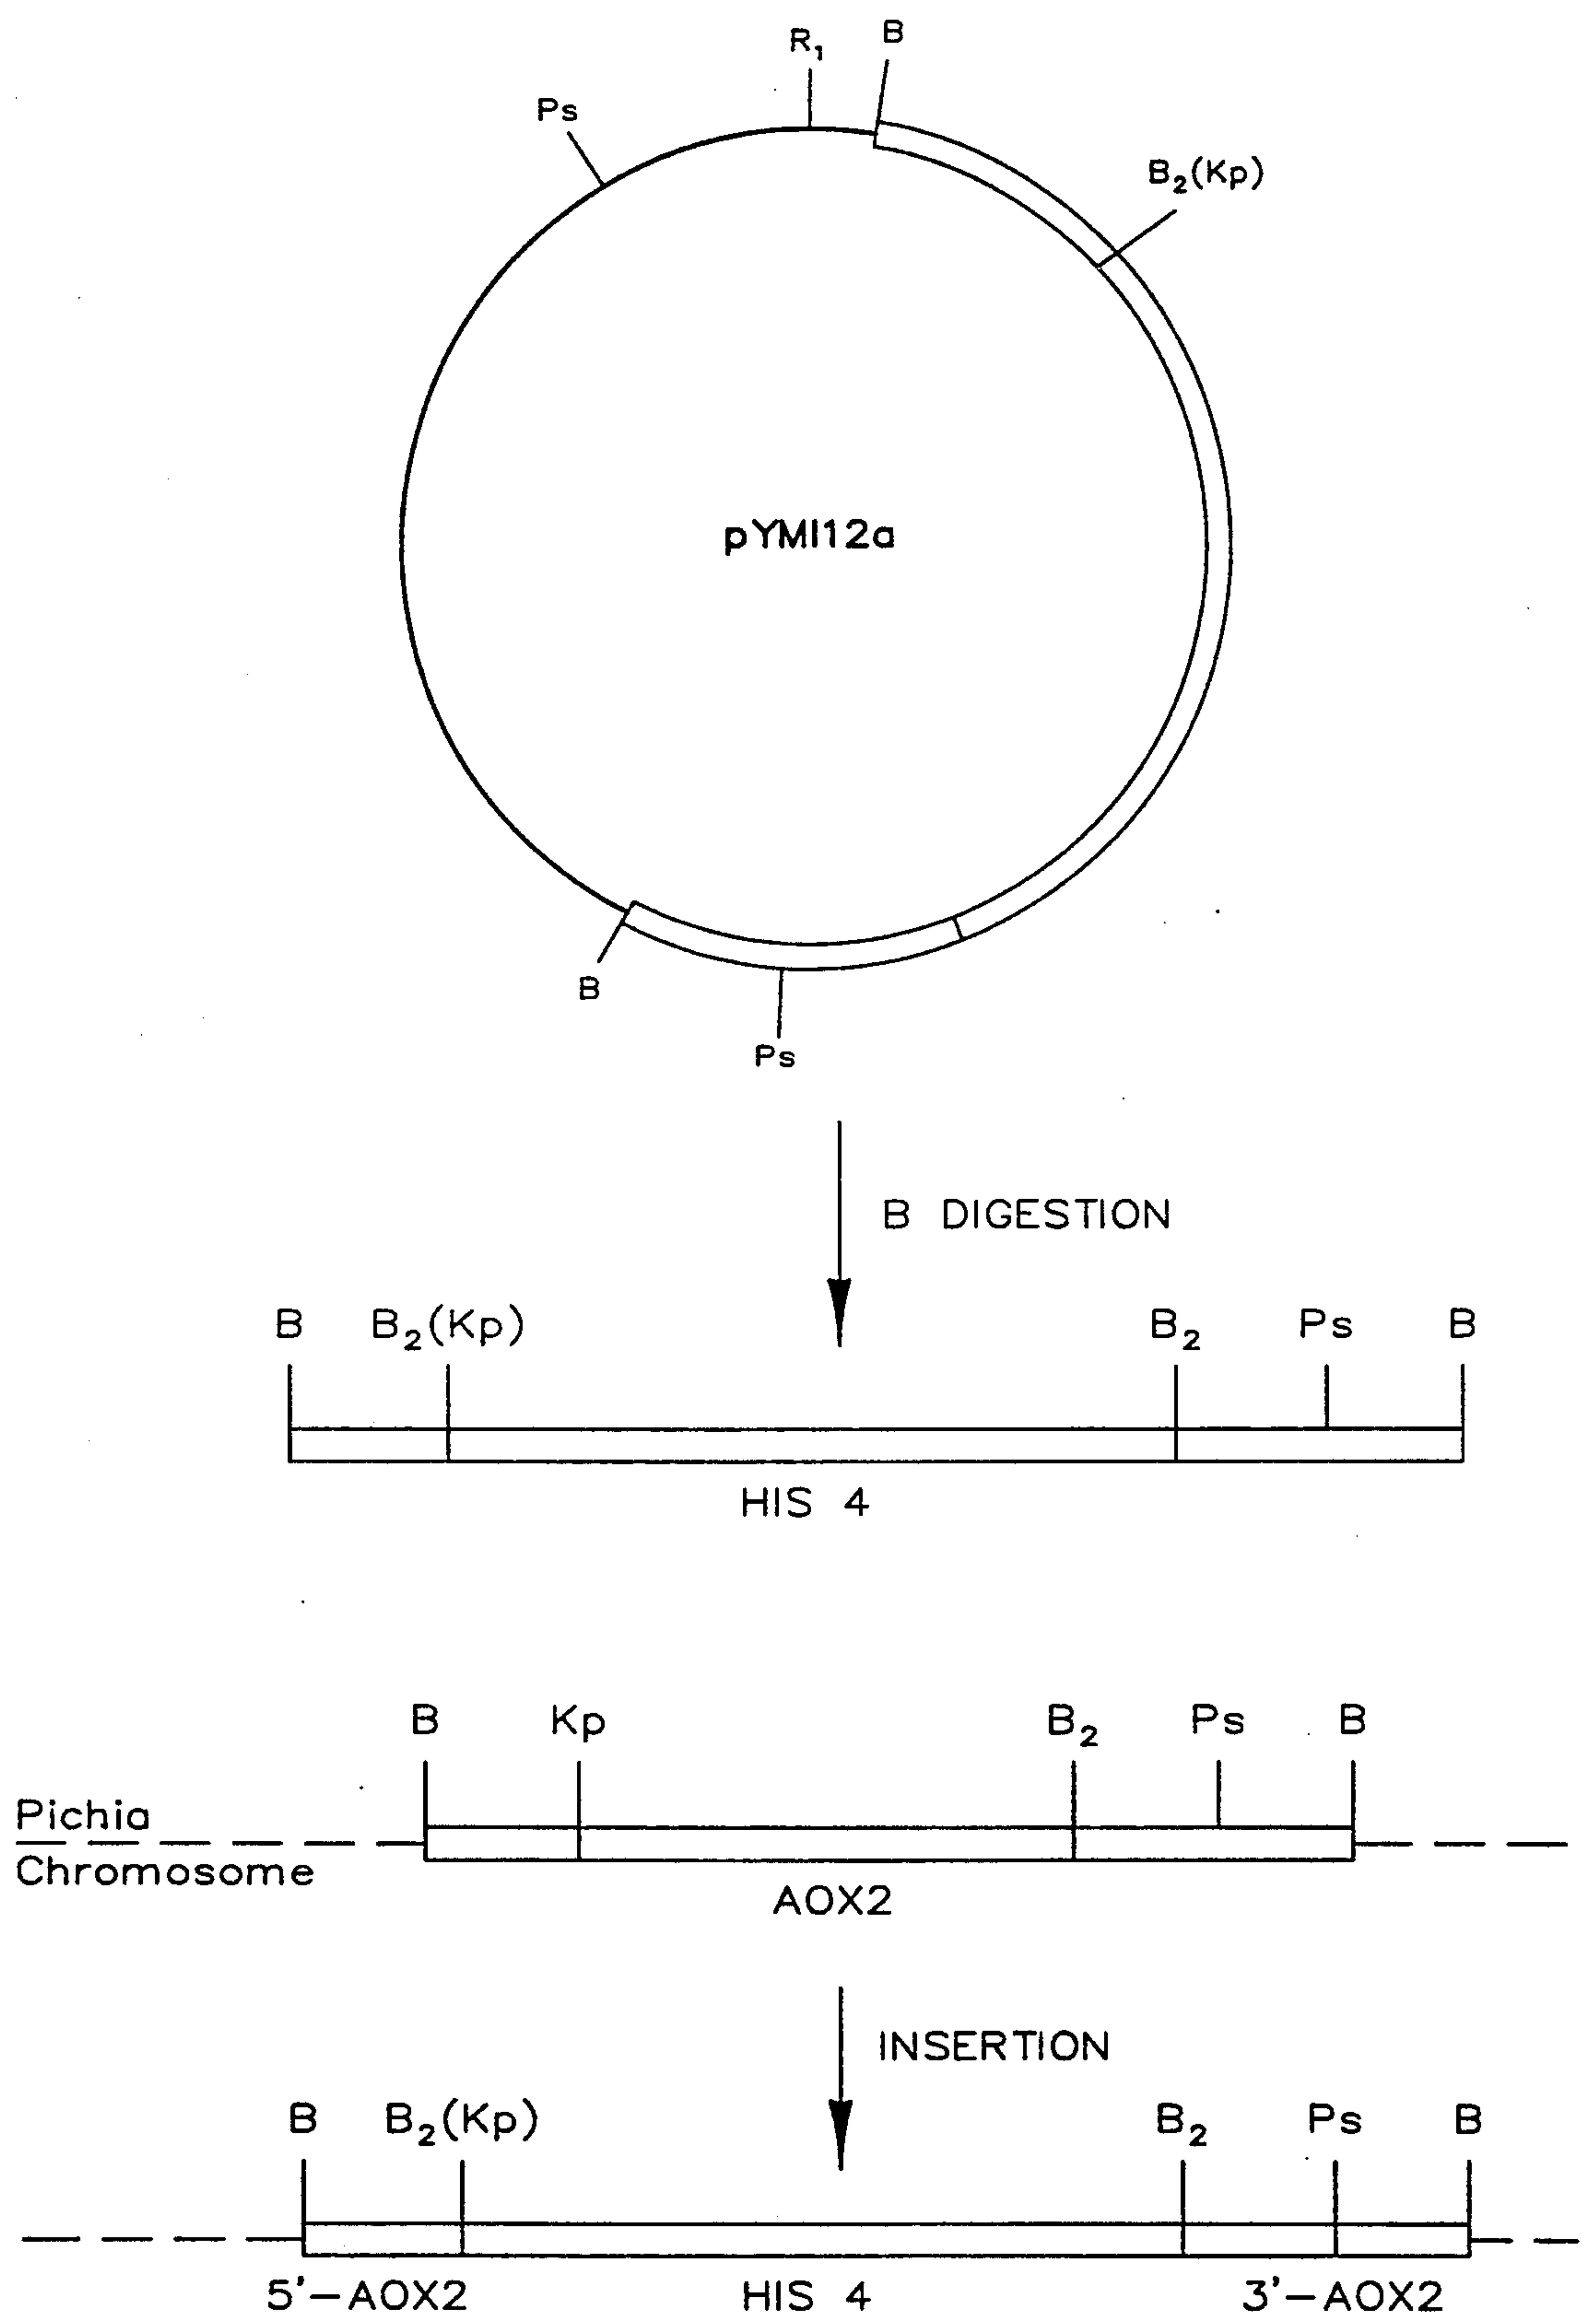 R₁ B
Ps
B₂(Kp)
pYMI12a
B
Ps
B DIGESTION
B B₂(Kp) B₂ Ps B
HIS 4
B Kp B₂ Ps B
Pichia
Chromosome
AOX2
INSERTION
B B₂(Kp) B₂ Ps B
5'-AOX2 HIS 4 3'-AOX2